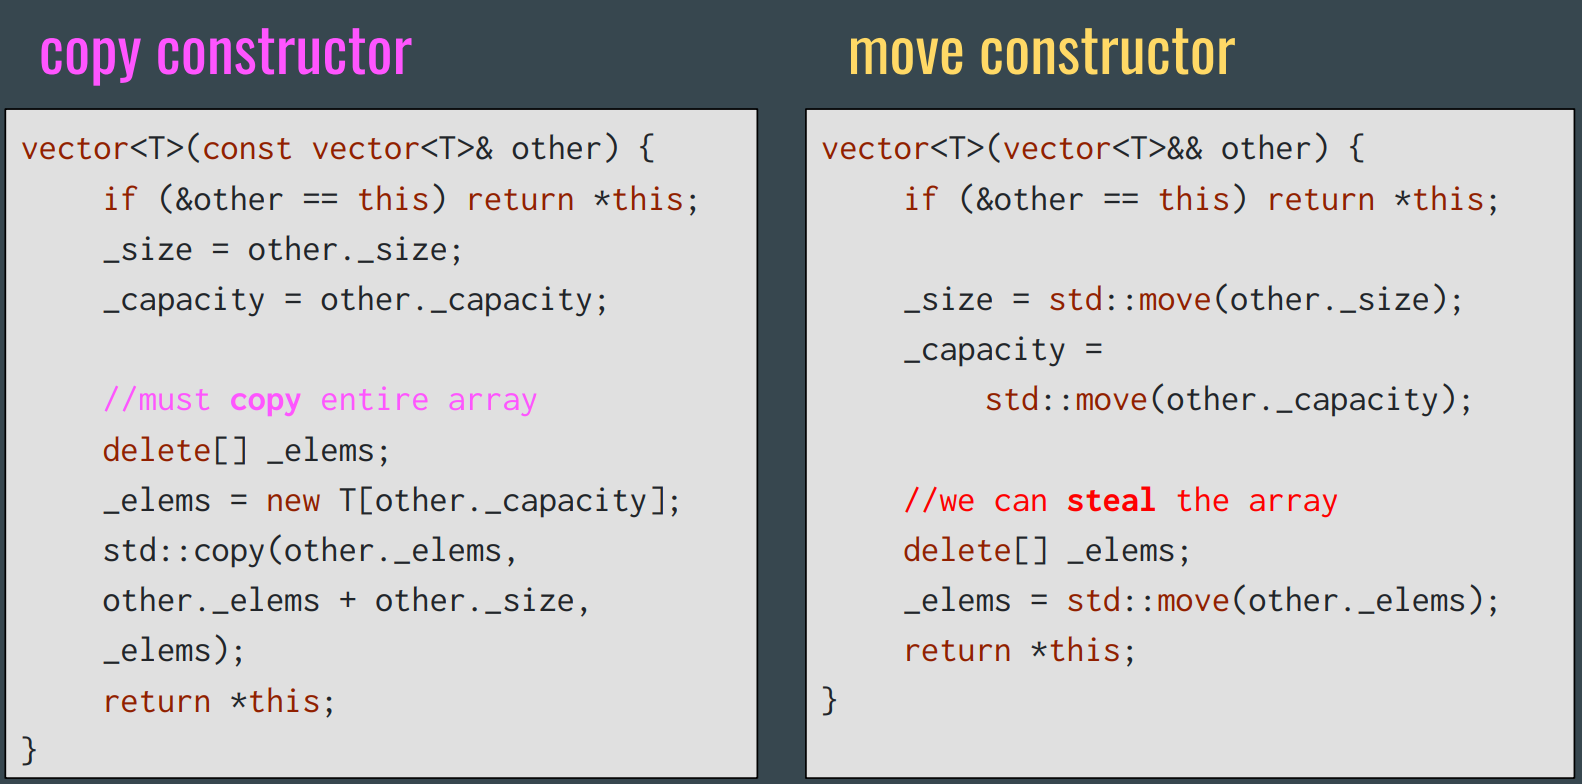 copy constructor
vector<T>(const vector<T>& other) {
if (&other == this) return *this;
_size = other._size;
_capacity = other._capacity;
//must copy entire array
delete[] _elems;
_elems = new T[other._capacity];
std::copy(other._elems,
other._elems + other._size,
_elems);
return *this;
}
move constructor
vector<T>(vector<T>&& other) {
if (&other == this) return *this;
_size = std::move(other._size);
_capacity =
std::move(other._capacity);
//we can steal the array
delete[] _elems;
_elems = std::move(other._elems);
return *this;
}